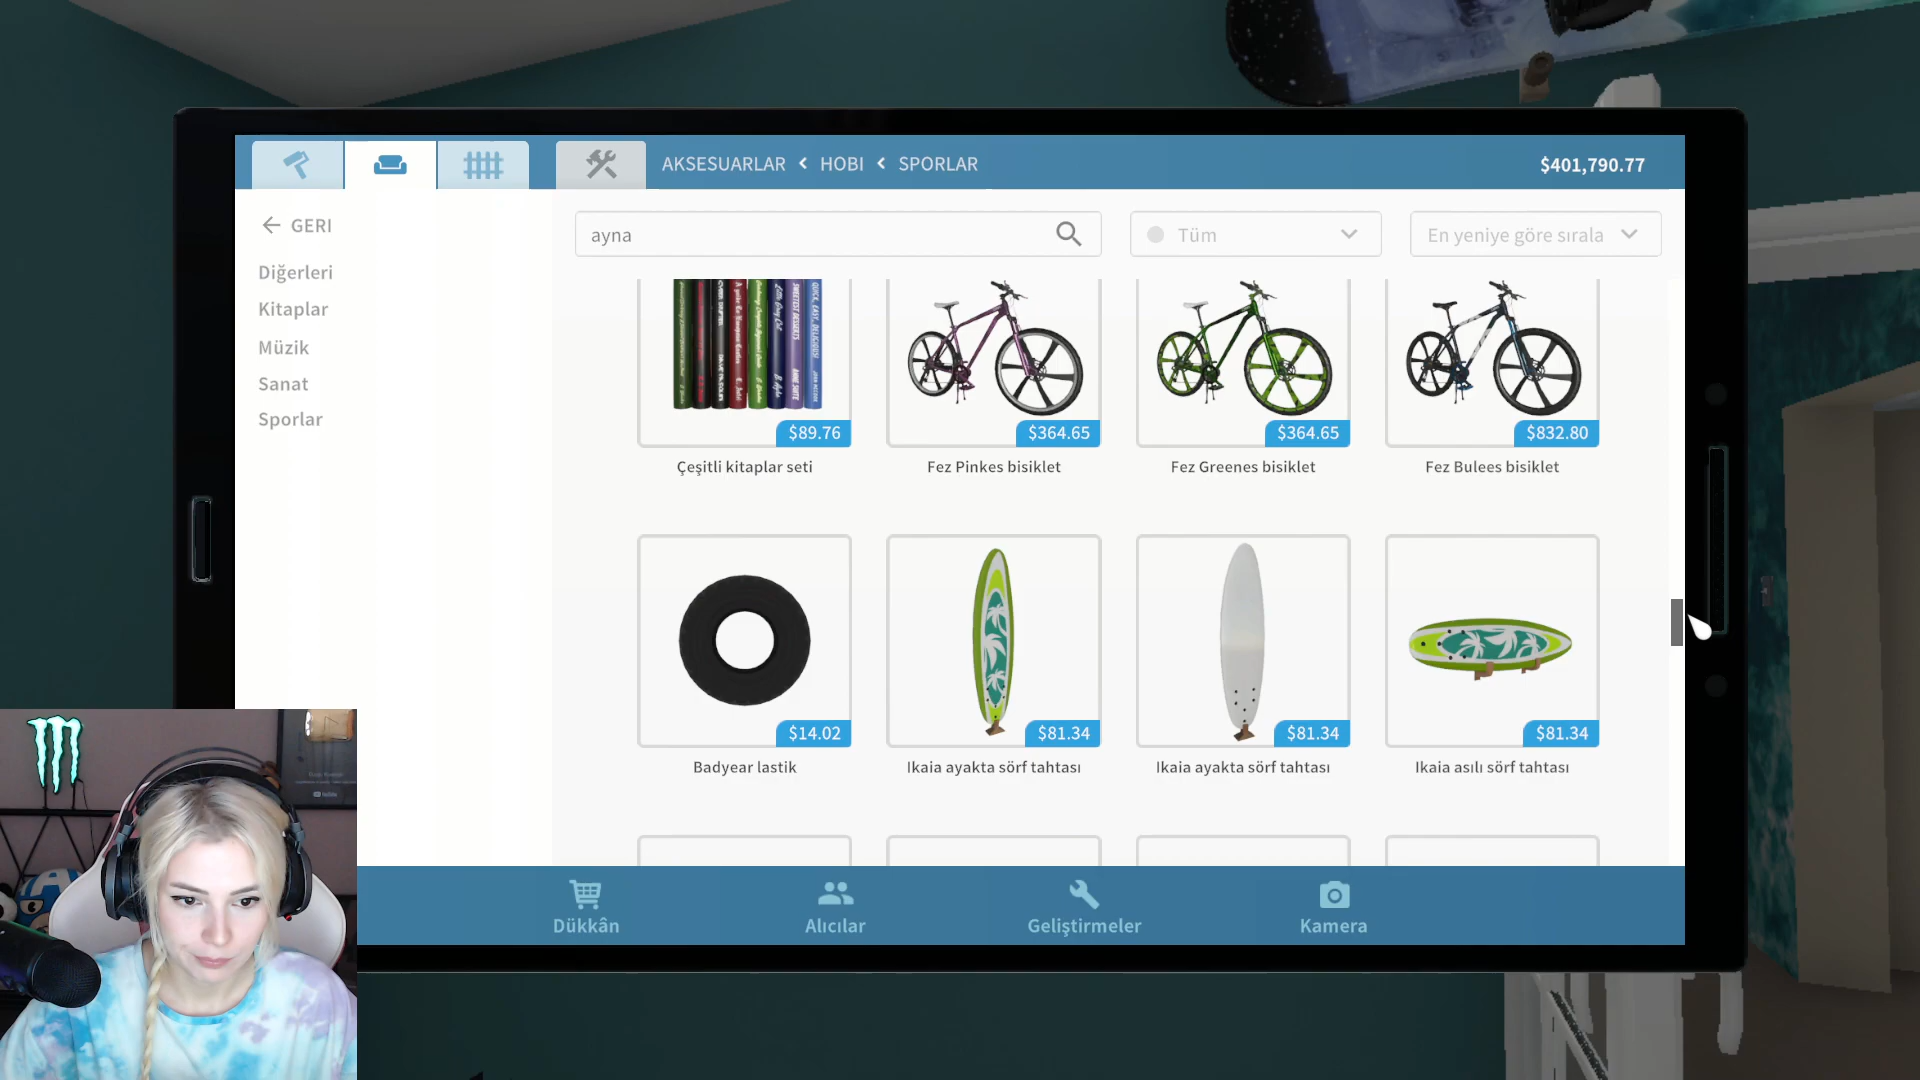 AKSESUARLAR < HOBI < SPORLAR
$401,790.77
GERI
ayna
Tüm
En yeniye göre sırala
Diğerleri
Kitaplar
Müzik
Sanat
Sporlar
$89.76
$364.65
$364.65
$832.80
Çeşitli kitaplar seti
Fez Pinkes bisiklet
Fez Greenes bisiklet
Fez Bulees bisiklet
$14.02
$81.34
$81.34
$81.34
Badyear lastik
Ikaia ayakta sörf tahtası
Ikaia ayakta sörf tahtası
Ikaia asılı sörf tahtası
Dükkân
Alıcılar
Geliştirmeler
Kamera